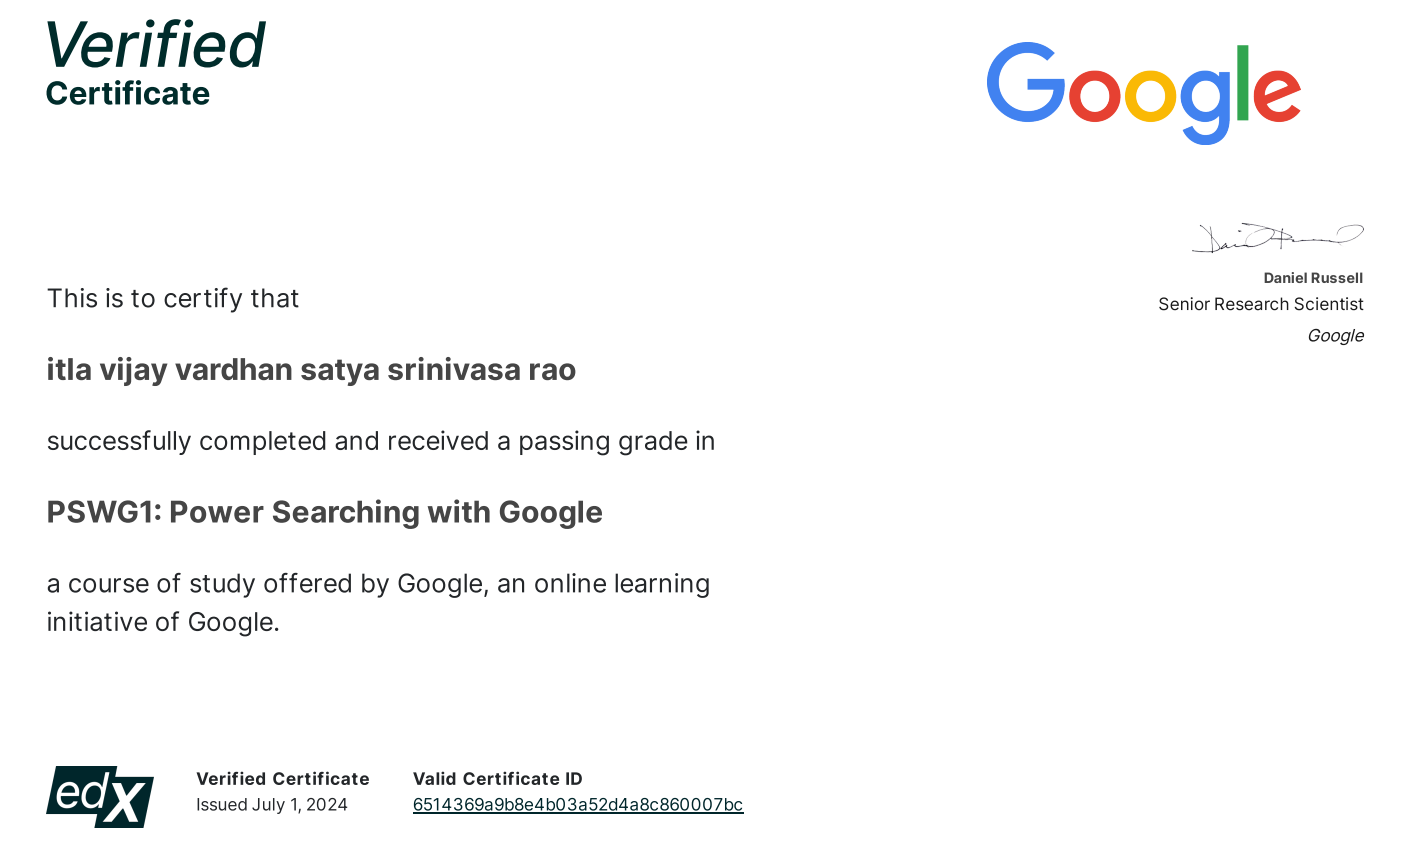 Verified
Certificate
Google
Daniel Russell
Senior Research Scientist
Google
This is to certify that
itla vijay vardhan satya srinivasa rao
successfully completed and received a passing grade in
PSWG1: Power Searching with Google
a course of study offered by Google, an online learning
initiative of Google.
edX
Verified Certificate
Issued July 1, 2024
Valid Certificate ID
6514369a9b8e4b03a52d4a8c860007bc